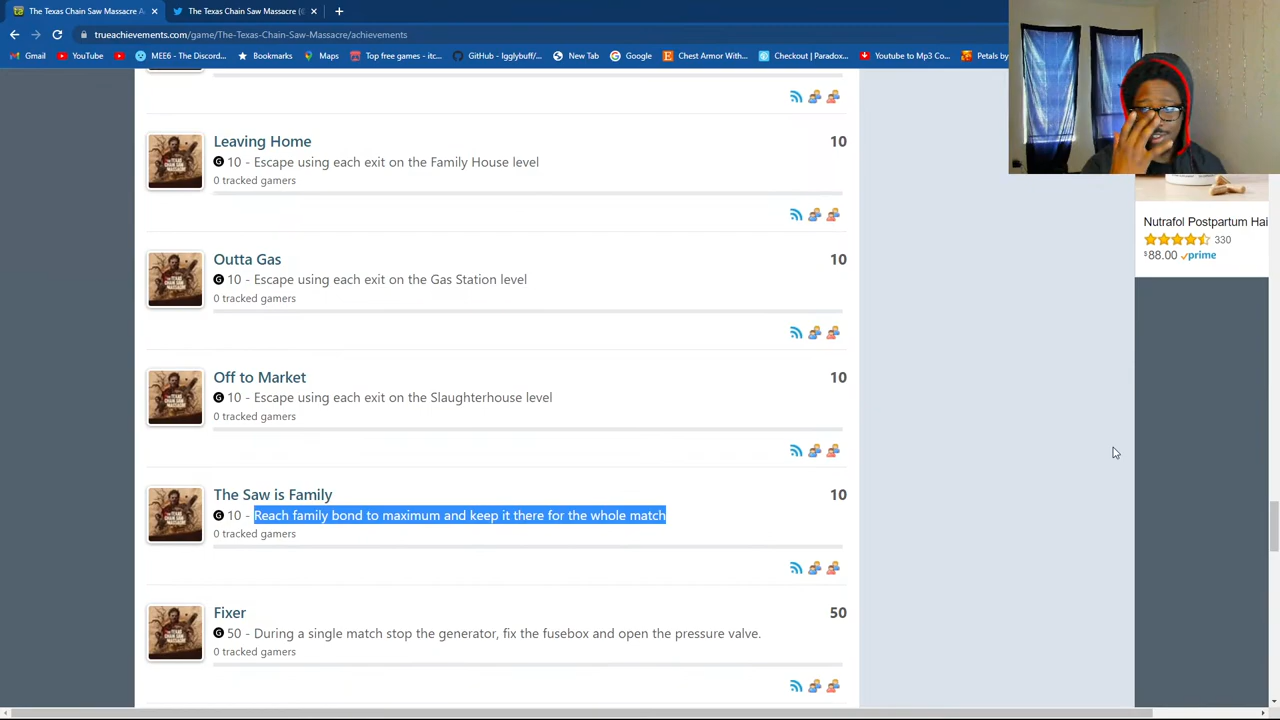 The Texas Chain Saw Massacre A
The Texas Chain Saw Massacre (@
trueachievements.com/game/The-Texas-Chain-Saw-Massacre/achievements
Gmail YouTube MEE6 - The Discord... Bookmarks Maps Top free games - itc... GitHub - Igglybuff/... New Tab Google Chest Armor With... Checkout | Paradox... Youtube to Mp3 Co... Petals by
Leaving Home 10
G 10 - Escape using each exit on the Family House level
0 tracked gamers
Outta Gas 10
G 10 - Escape using each exit on the Gas Station level
0 tracked gamers
Off to Market 10
G 10 - Escape using each exit on the Slaughterhouse level
0 tracked gamers
The Saw is Family 10
G 10 - Reach family bond to maximum and keep it there for the whole match
0 tracked gamers
Fixer 50
G 50 - During a single match stop the generator, fix the fusebox and open the pressure valve.
0 tracked gamers
Nutrafol Postpartum Hai
330
$88.00 prime